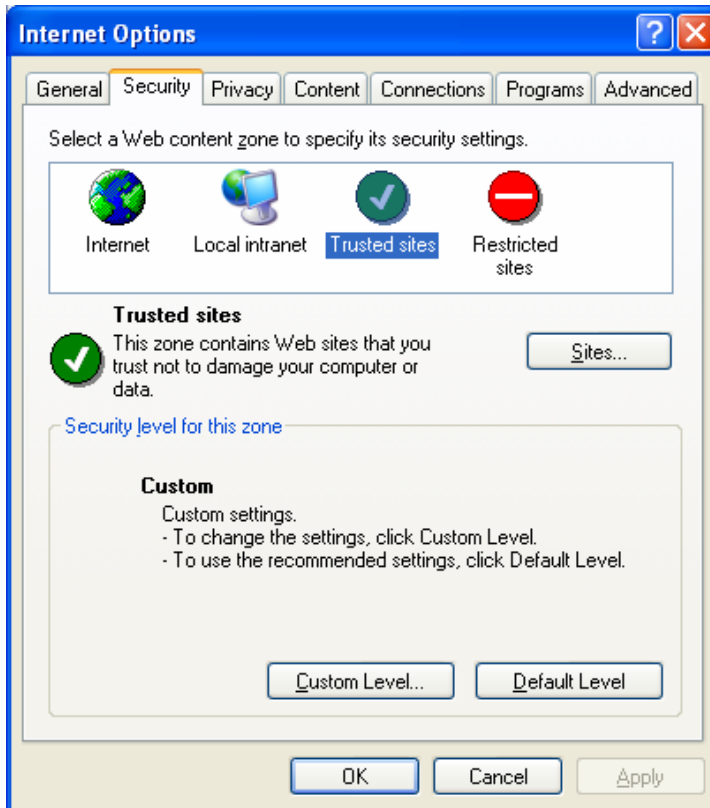 Internet Options
General Security Privacy Content Connections Programs Advanced
Select a Web content zone to specify its security settings.
Internet Local intranet Trusted sites Restricted
sites
Trusted sites
This zone contains Web sites that you
trust not to damage your computer or
data.
Sites...
Security level for this zone
Custom
Custom settings.
- To change the settings, click Custom Level.
- To use the recommended settings, click Default Level.
Custom Level... Default Level
OK Cancel Apply